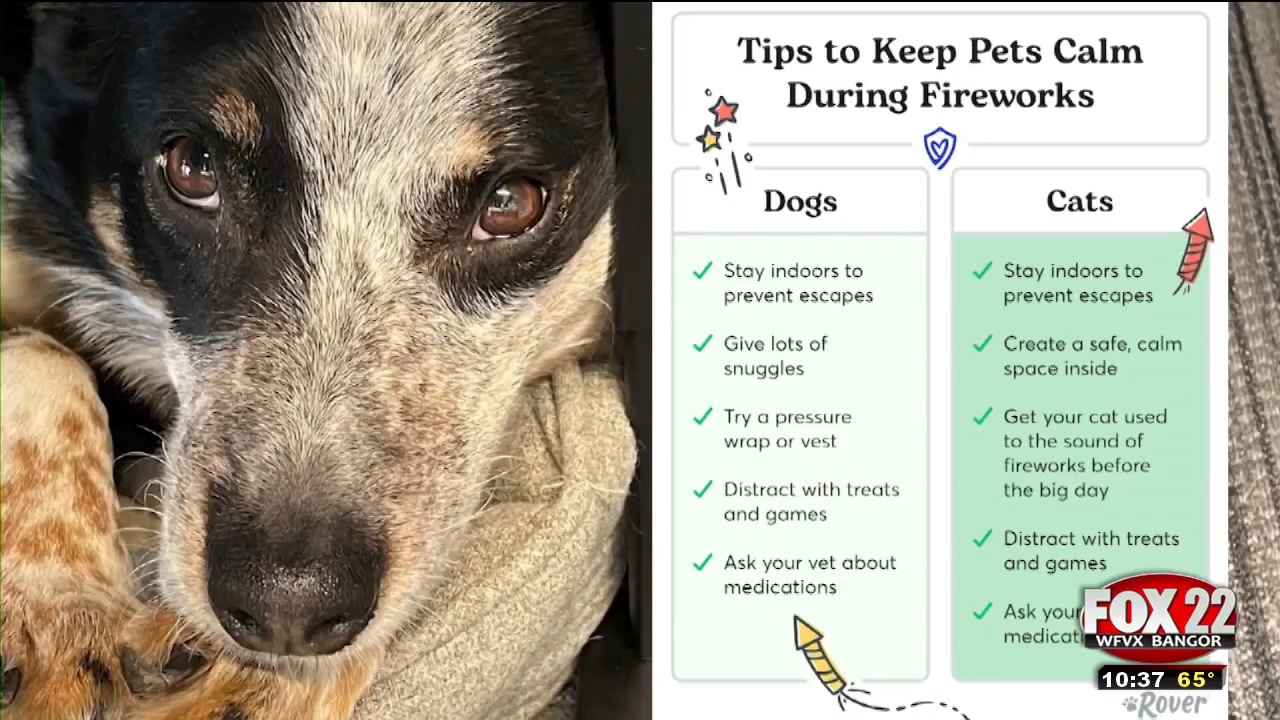 Tips to Keep Pets Calm
During Fireworks
Dogs
Stay indoors to
prevent escapes
Give lots of
snuggles
Try a pressure
wrap or vest
Distract with treats
and games
Ask your vet about
medications
Cats
Stay indoors to
prevent escapes
Create a safe, calm
space inside
Get your cat used
to the sound of
fireworks before
the big day
Distract with treats
and games
Ask your
FOX 22
WFVX BANGOR
10:37 65°
Rover